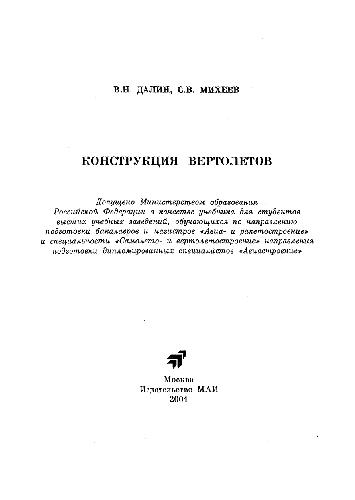 В.Н. ДАЛИН, С.В. МИХЕЕВ
КОНСТРУКЦИЯ ВЕРТОЛЕТОВ
Допущено Министерством образования
Российской Федерации в качестве учебника для студентов
высших учебных заведений, обучающихся по направлению
подготовки бакалавров и магистров «Авиа- и ракетостроение»
и специальности «Самолето- и вертолетостроение» направления
подготовки дипломированных специалистов «Авиастроение»
Москва
Издательство МАИ
2001